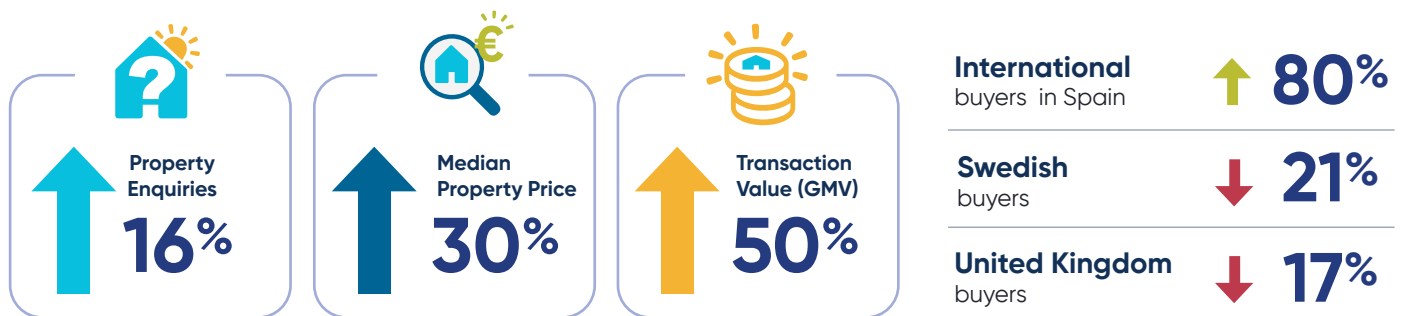 ?
€
Property
Enquiries
16%
Median
Property Price
30%
Transaction
Value (GMV)
50%
International
buyers in Spain
80%
Swedish
buyers
21%
United Kingdom
buyers
17%